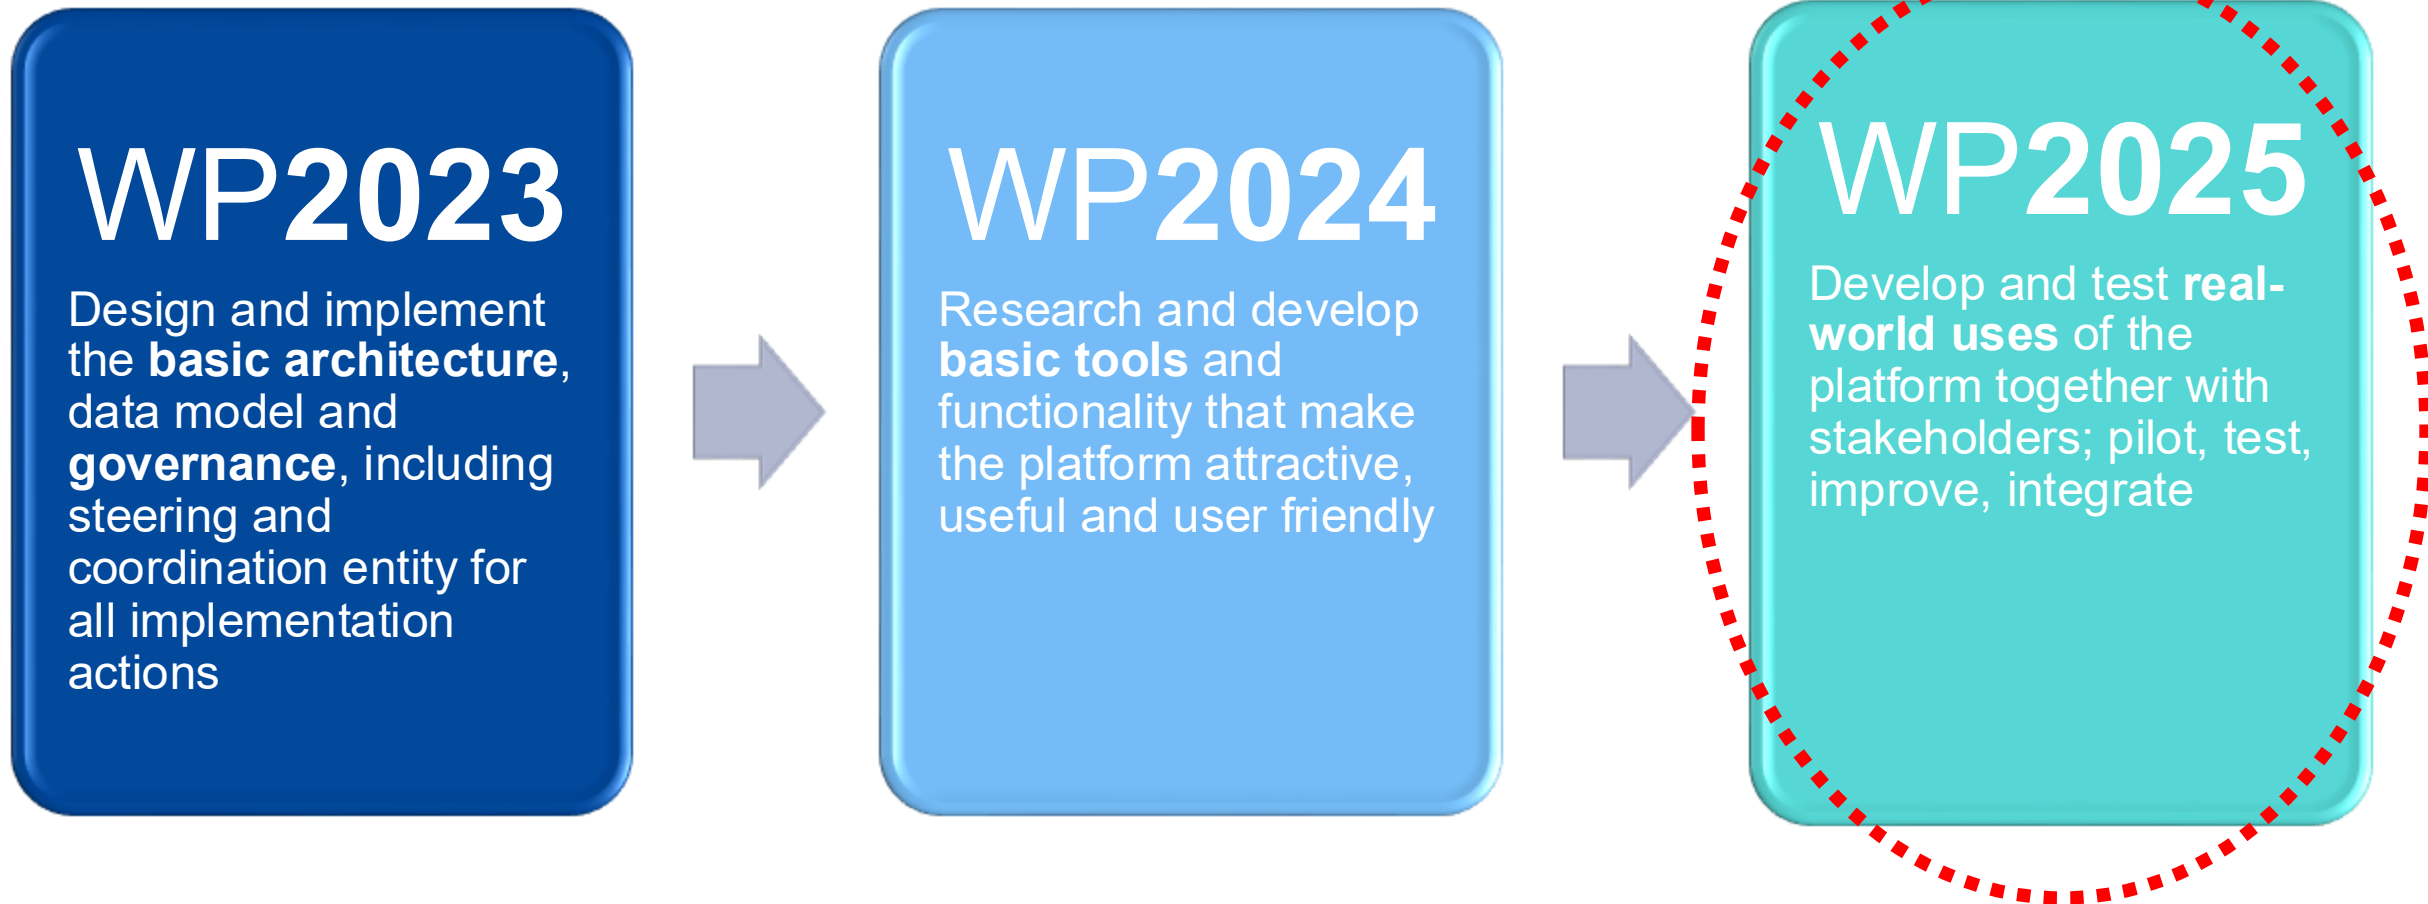 WP2023
Design and implement
the basic architecture,
data model and
governance, including
steering and
coordination entity for
all implementation
actions
WP2024
Research and develop
basic tools and
functionality that make
the platform attractive,
useful and user friendly
WP2025
Develop and test real-
world uses of the
platform together with
stakeholders; pilot, test,
improve, integrate